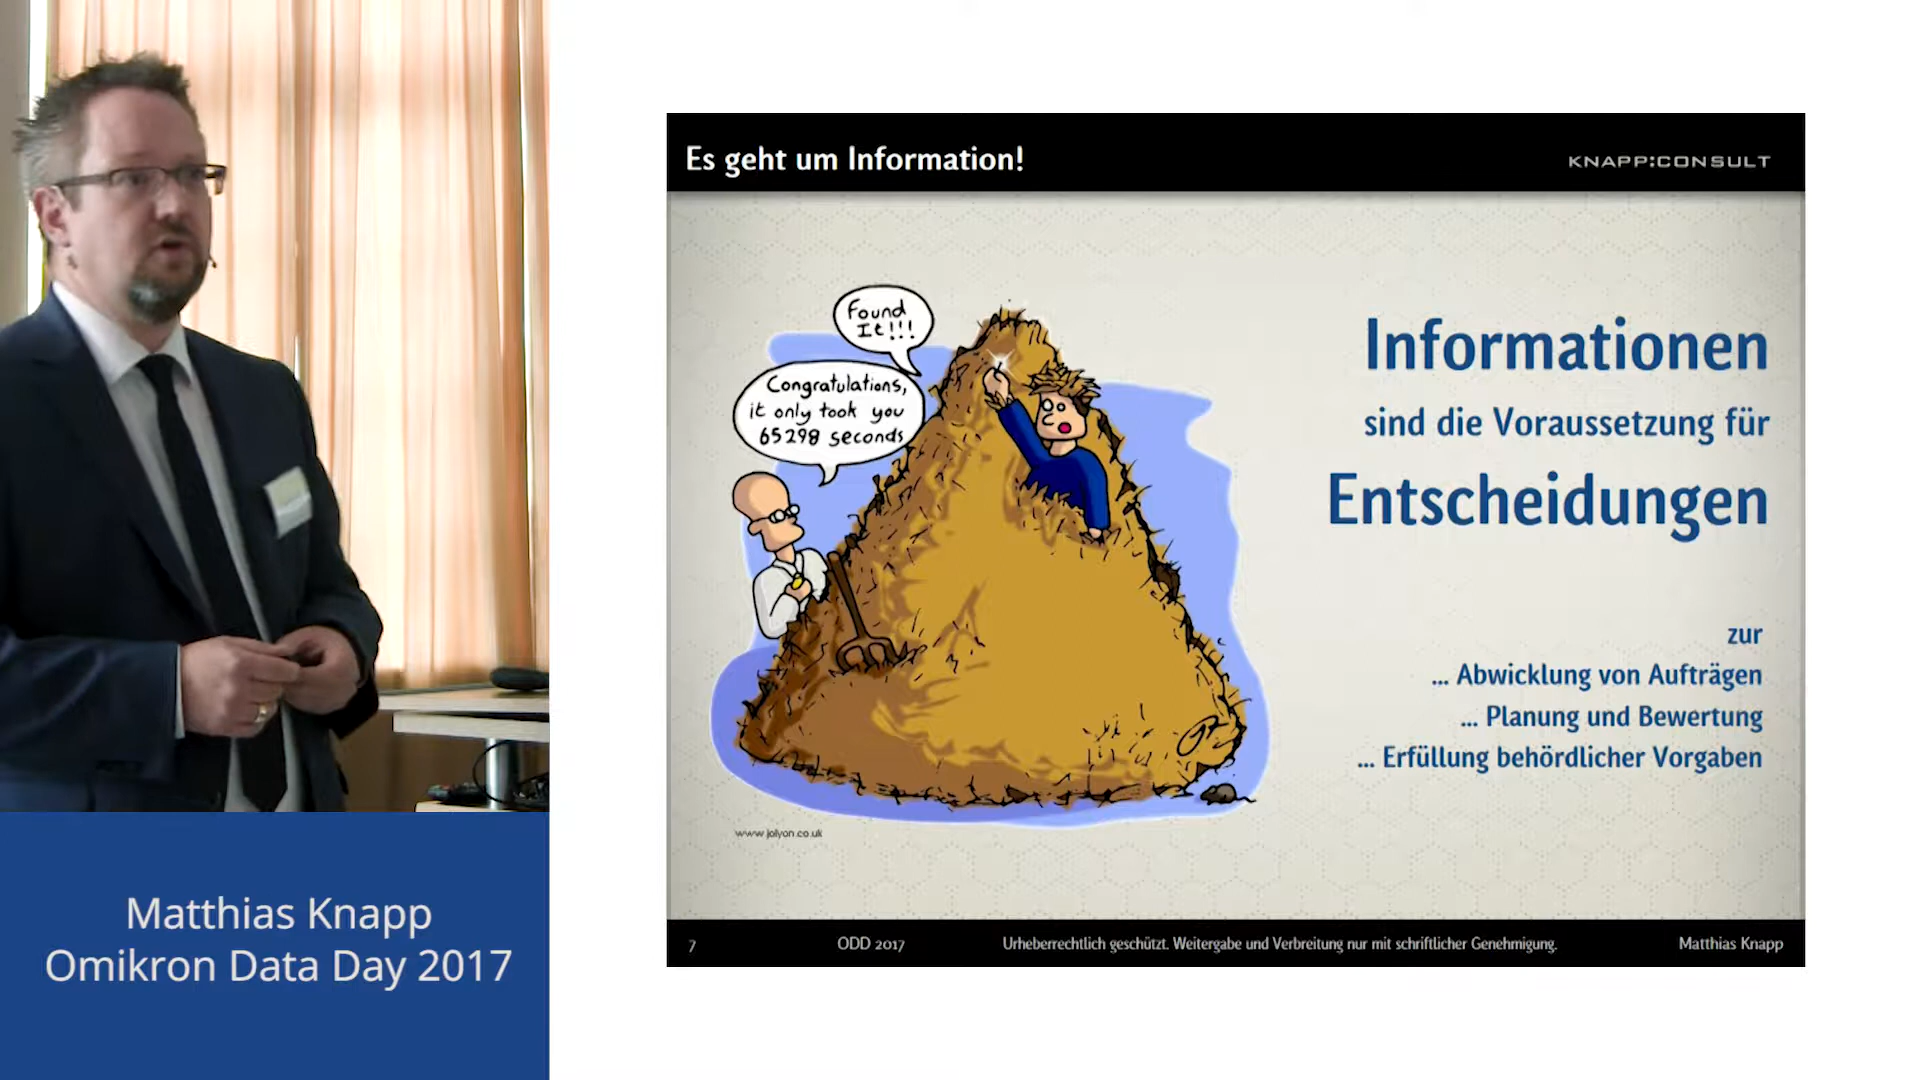 Es geht um Information!
KNAPP:CONSULT
Found
It!!!
Congratulations,
it only took you
65298 seconds
Informationen
sind die Voraussetzung für
Entscheidungen
zur
... Abwicklung von Aufträgen
... Planung und Bewertung
... Erfüllung behördlicher Vorgaben
www.jolyon.co.uk
7
ODD 2017
Urheberrechtlich geschützt. Weitergabe und Verbreitung nur mit schriftlicher Genehmigung.
Matthias Knapp
Matthias Knapp
Omikron Data Day 2017